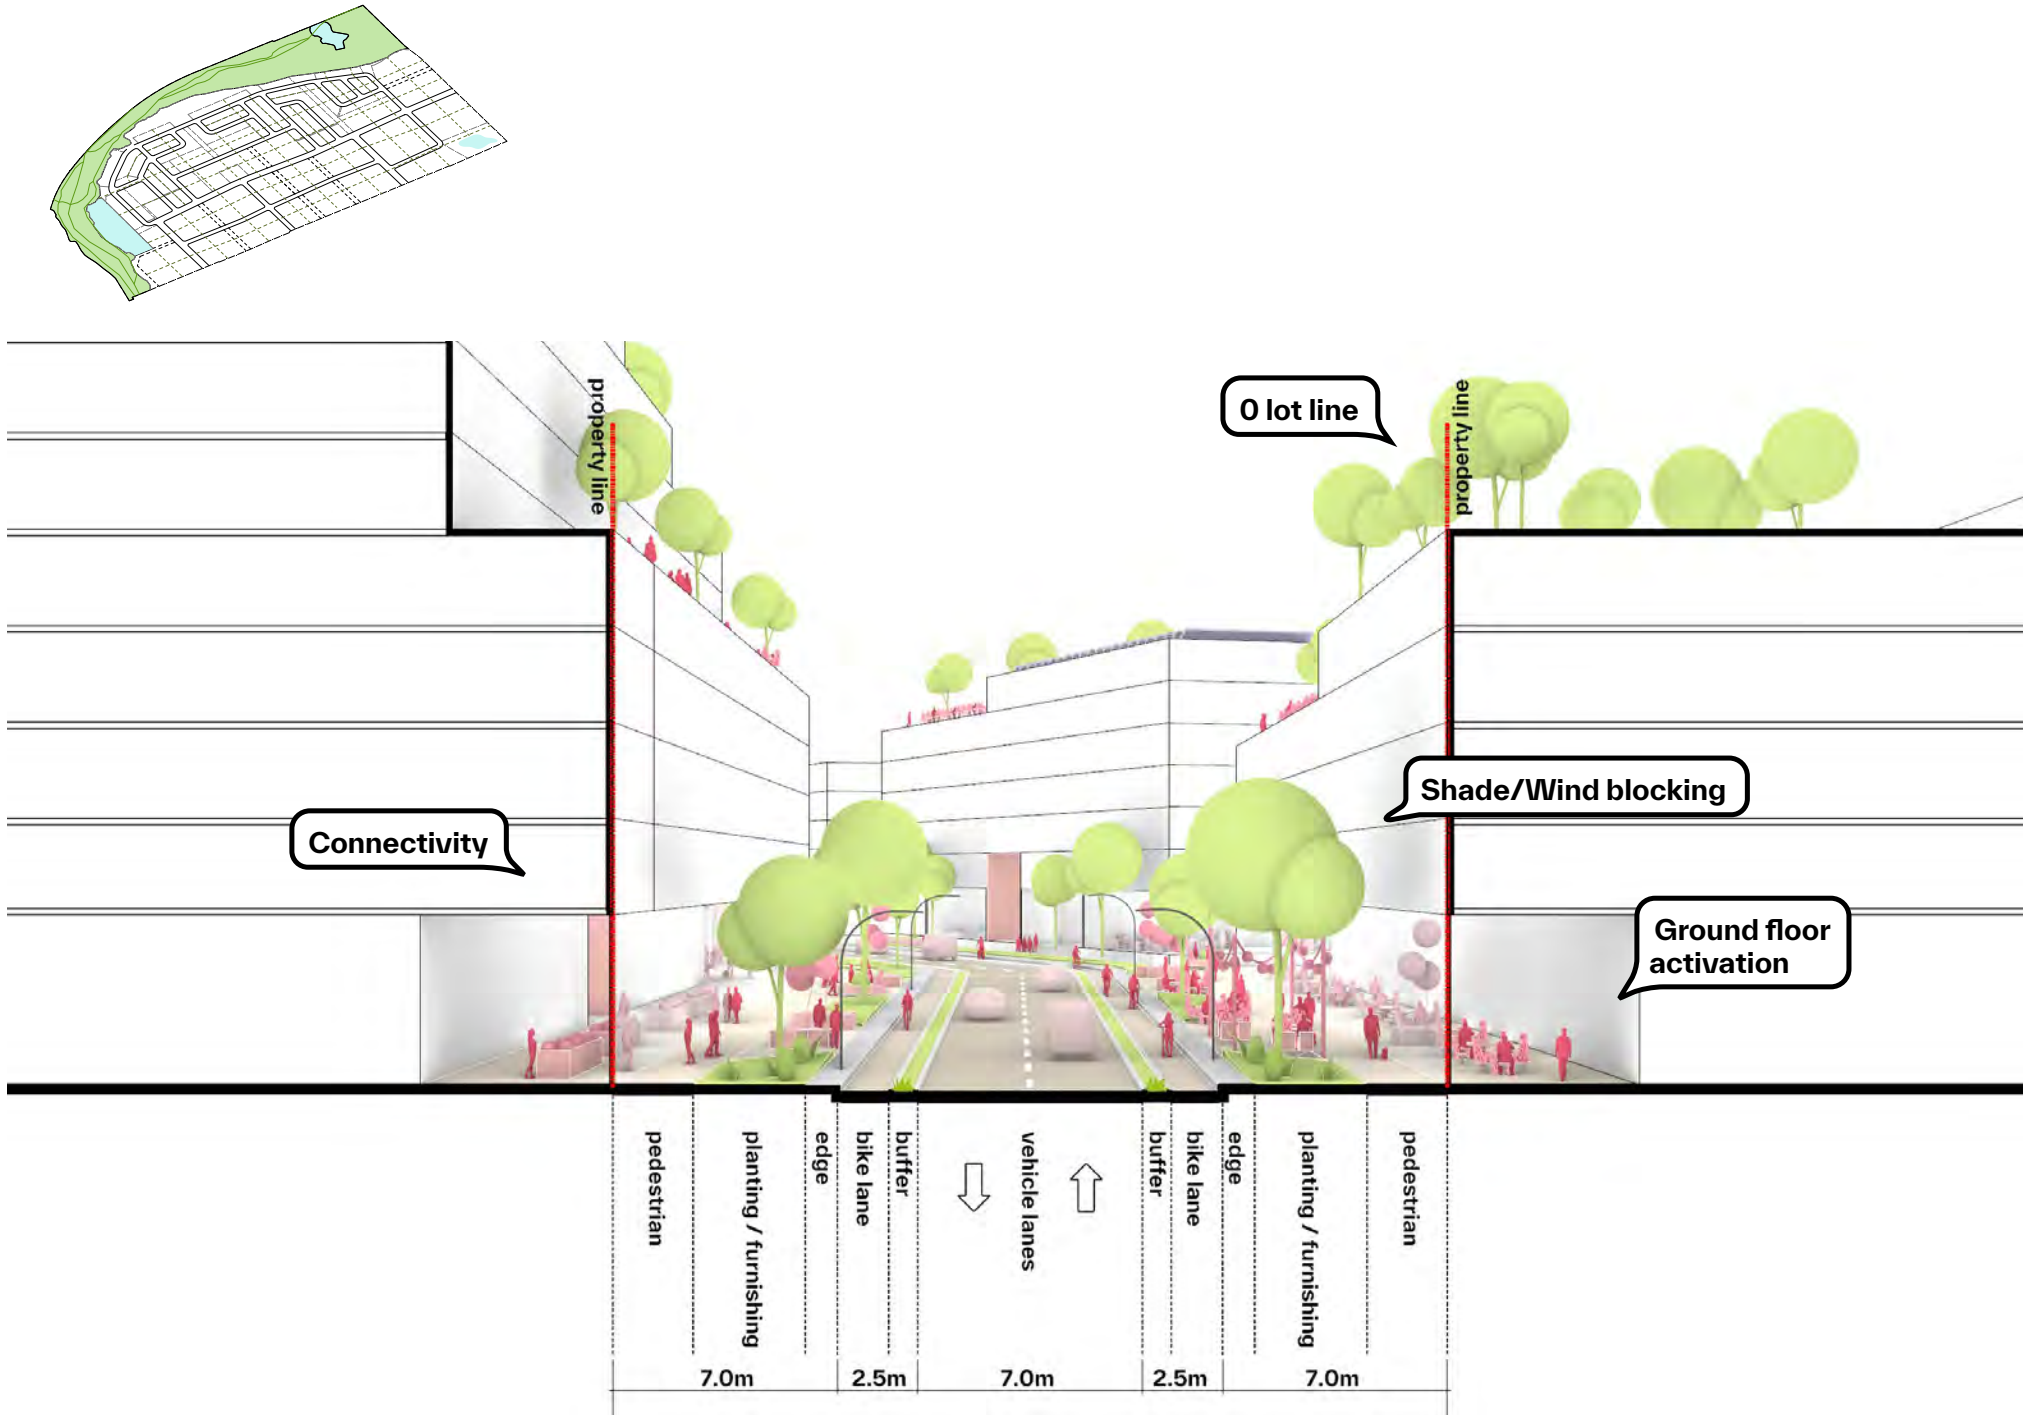 property line
0 lot line
property line
Shade/Wind blocking
Connectivity
Ground floor
activation
pedestrian
planting / furnishing
edge
bike lane
buffer
vehicle lanes
buffer
bike lane
edge
planting / furnishing
pedestrian
7.0m
2.5m
7.0m
2.5m
7.0m